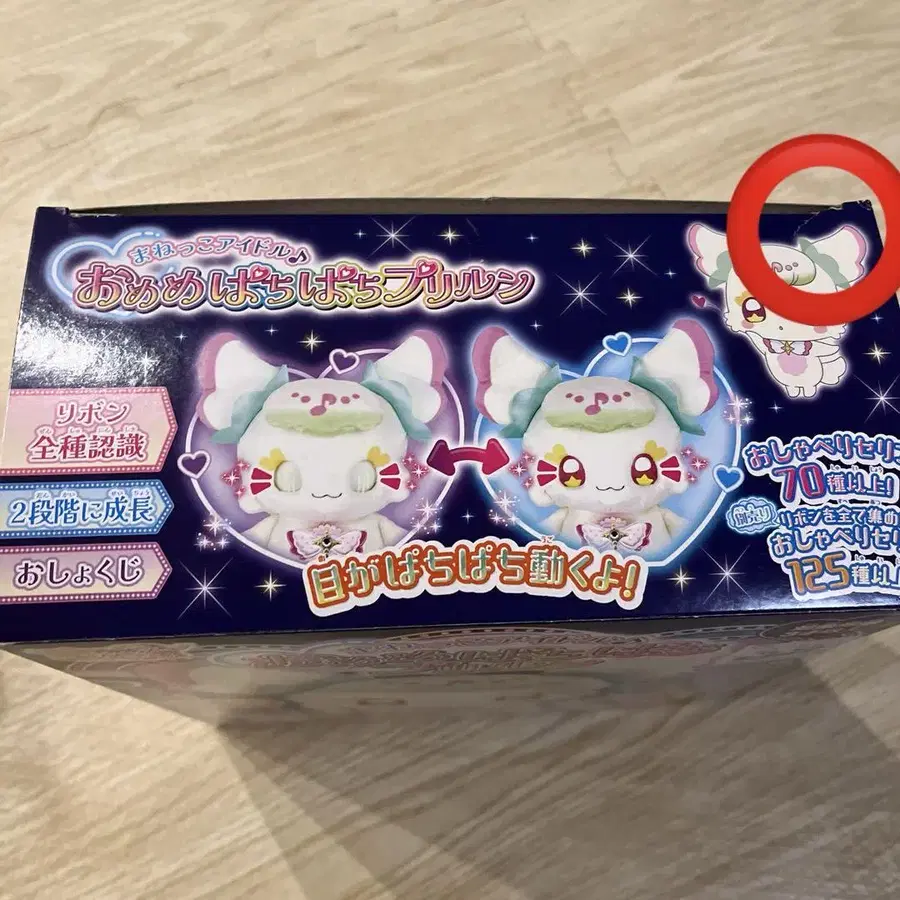 まねっこアイドル♪
おめめぱちぱちプリルン
リボン
全種認識
2段階に成長
おしょくじ
目がぱちぱち動くよ!
おしゃべりセリフ
70種以上!
リボンを全て集め
おしゃべりセリ
125種以上